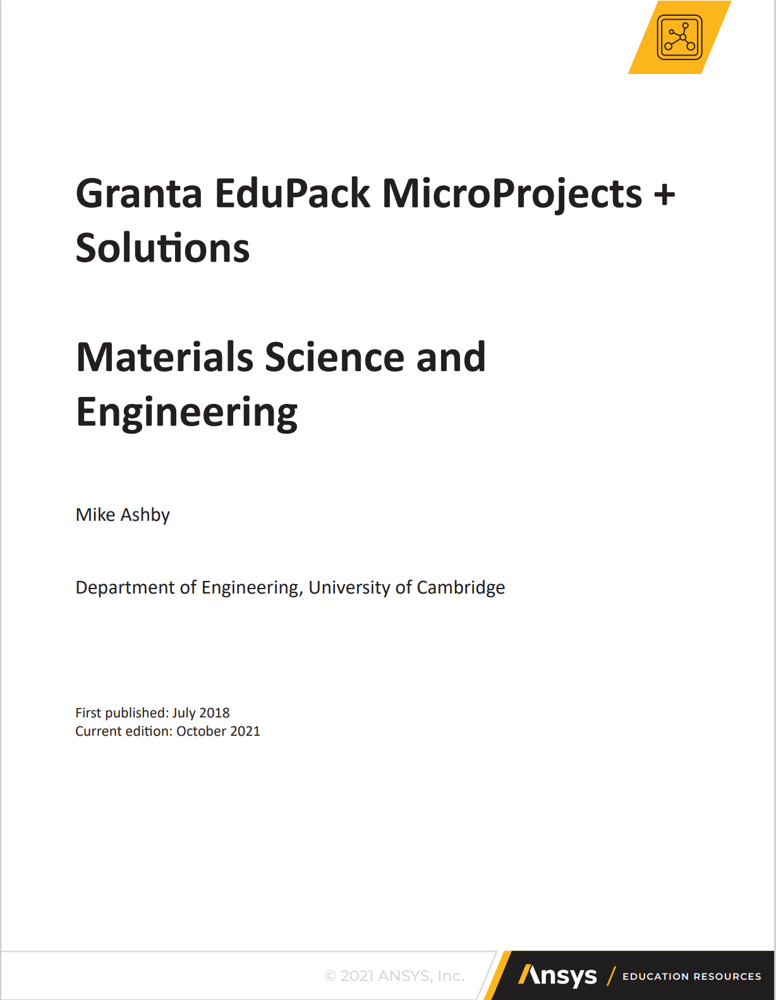 Granta EduPack MicroProjects +
Solutions
Materials Science and
Engineering
Mike Ashby
Department of Engineering, University of Cambridge
First published: July 2018
Current edition: October 2021
© 2021 ANSYS, Inc.
Ansys / EDUCATION RESOURCES